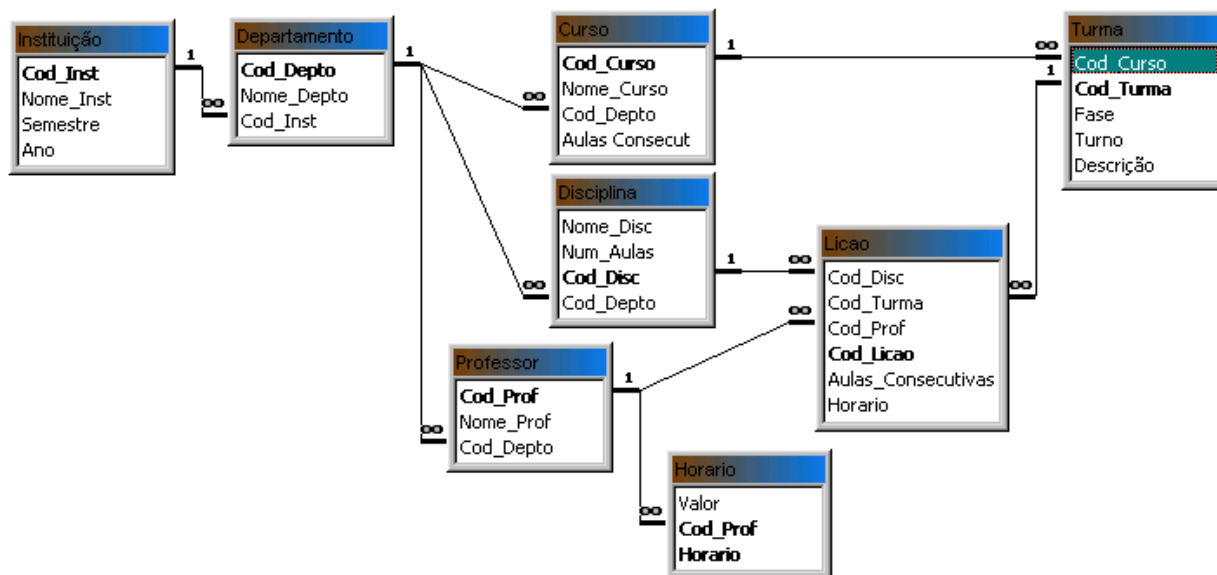 Instituição
Cod_Inst
Nome_Inst
Semestre
Ano
1
∞
Departamento
Cod_Depto
Nome_Depto
Cod_Inst
1
∞
Curso
Cod_Curso
Nome_Curso
Cod_Depto
Aulas Consecut
1
∞
1
Turma
Cod_Curso
Cod_Turma
Fase
Turno
Descrição
∞
Disciplina
Nome_Disc
Num_Aulas
Cod_Disc
Cod_Depto
1
∞
∞
Licao
Cod_Disc
Cod_Turma
Cod_Prof
Cod_Licao
Aulas_Consecutivas
Horario
∞
∞
Professor
Cod_Prof
Nome_Prof
Cod_Depto
1
∞
Horario
Valor
Cod_Prof
Horario